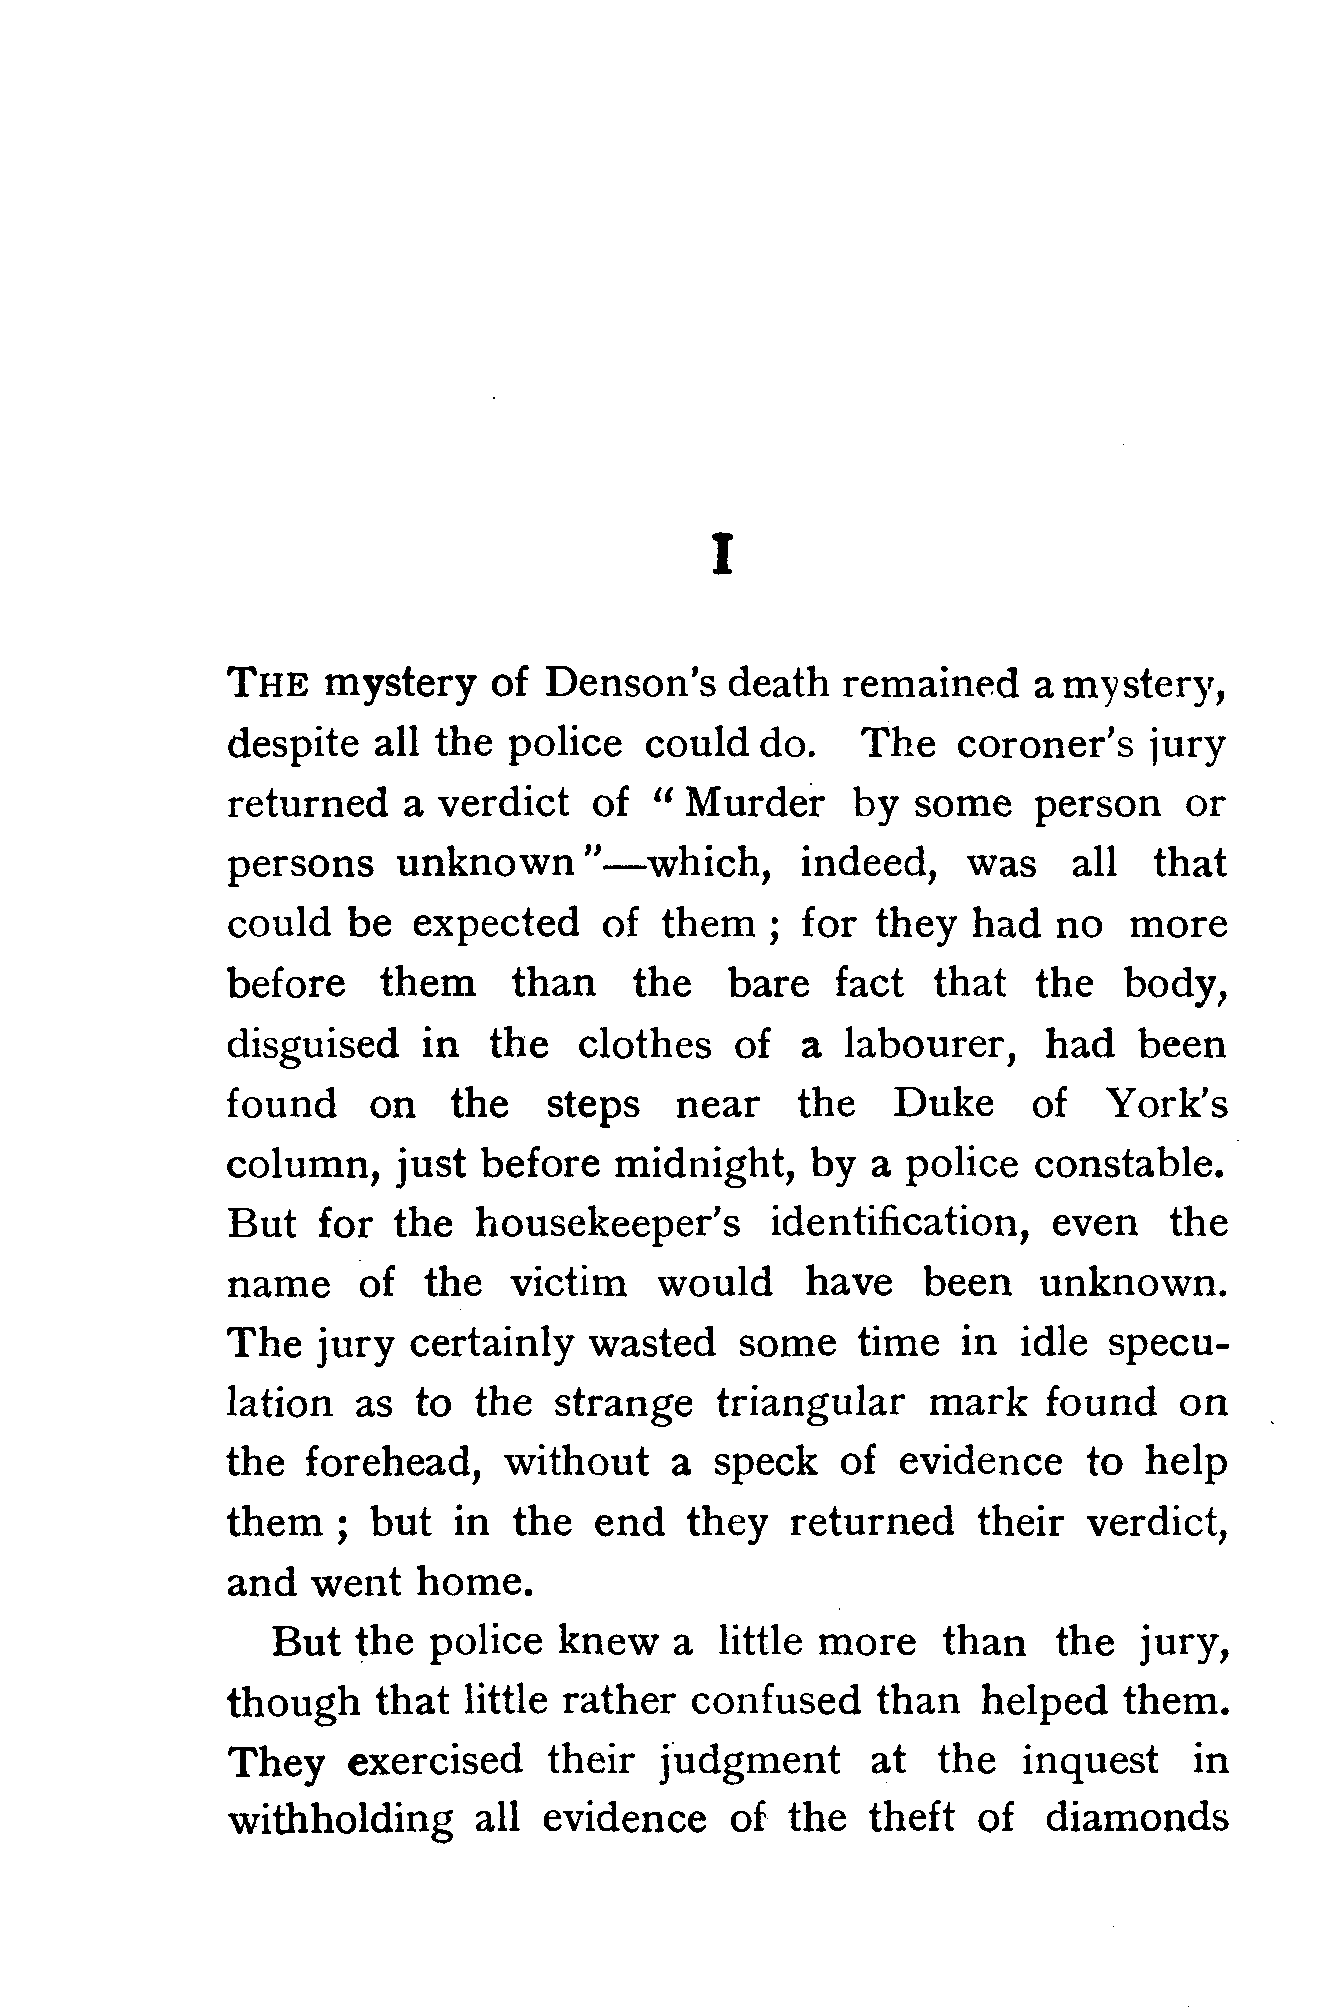 I
THE mystery of Denson's death remained a mystery,
despite all the police could do. The coroner's jury
returned a verdict of “ Murder by some person or
persons unknown ”—which, indeed, was all that
could be expected of them ; for they had no more
before them than the bare fact that the body,
disguised in the clothes of a labourer, had been
found on the steps near the Duke of York's
column, just before midnight, by a police constable.
But for the housekeeper's identification, even the
name of the victim would have been unknown.
The jury certainly wasted some time in idle specu-
lation as to the strange triangular mark found on
the forehead, without a speck of evidence to help
them ; but in the end they returned their verdict,
and went home.
But the police knew a little more than the jury,
though that little rather confused than helped them.
They exercised their judgment at the inquest in
withholding all evidence of the theft of diamonds